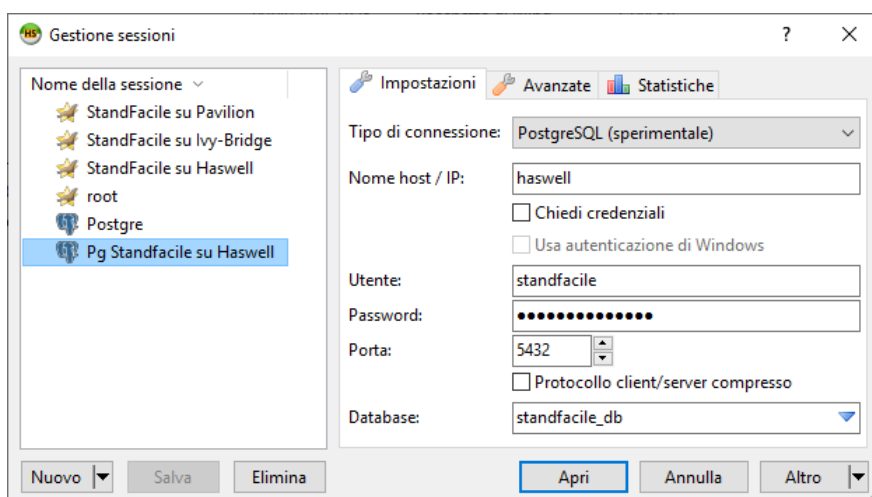 HS Gestione sessioni ?
Nome della sessione
StandFacile su Pavilion
StandFacile su Ivy-Bridge
StandFacile su Haswell
root
Postgre
Pg Standfacile su Haswell
Impostazioni Avanzate Statistiche
Tipo di connessione: PostgreSQL (sperimentale)
Nome host / IP: haswell
Chiedi credenziali
Usa autenticazione di Windows
Utente: standfacile
Password: ●●●●●●●●●●●●●●
Porta: 5432
Protocollo client/server compresso
Database: standfacile_db
Nuovo Salva Elimina Apri Annulla Altro